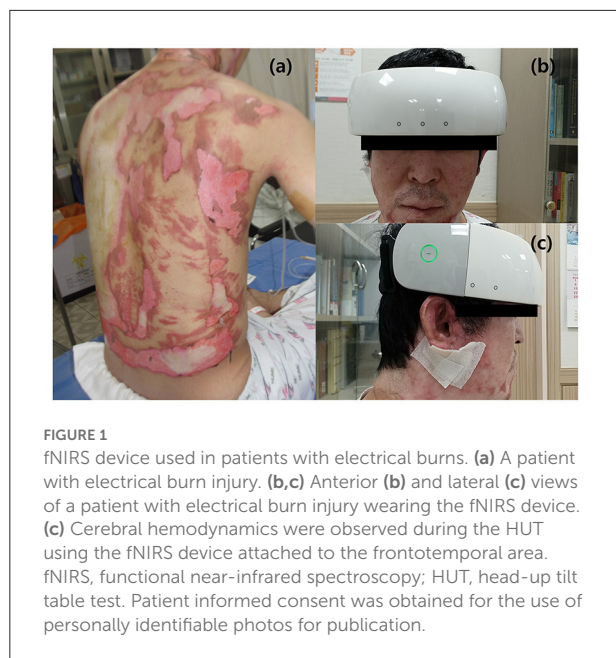 (a)
(b)
(c)
FIGURE 1
fNIRS device used in patients with electrical burns. (a) A patient
with electrical burn injury. (b,c) Anterior (b) and lateral (c) views
of a patient with electrical burn injury wearing the fNIRS device.
(c) Cerebral hemodynamics were observed during the HUT
using the fNIRS device attached to the frontotemporal area.
fNIRS, functional near-infrared spectroscopy; HUT, head-up tilt
table test. Patient informed consent was obtained for the use of
personally identifiable photos for publication.